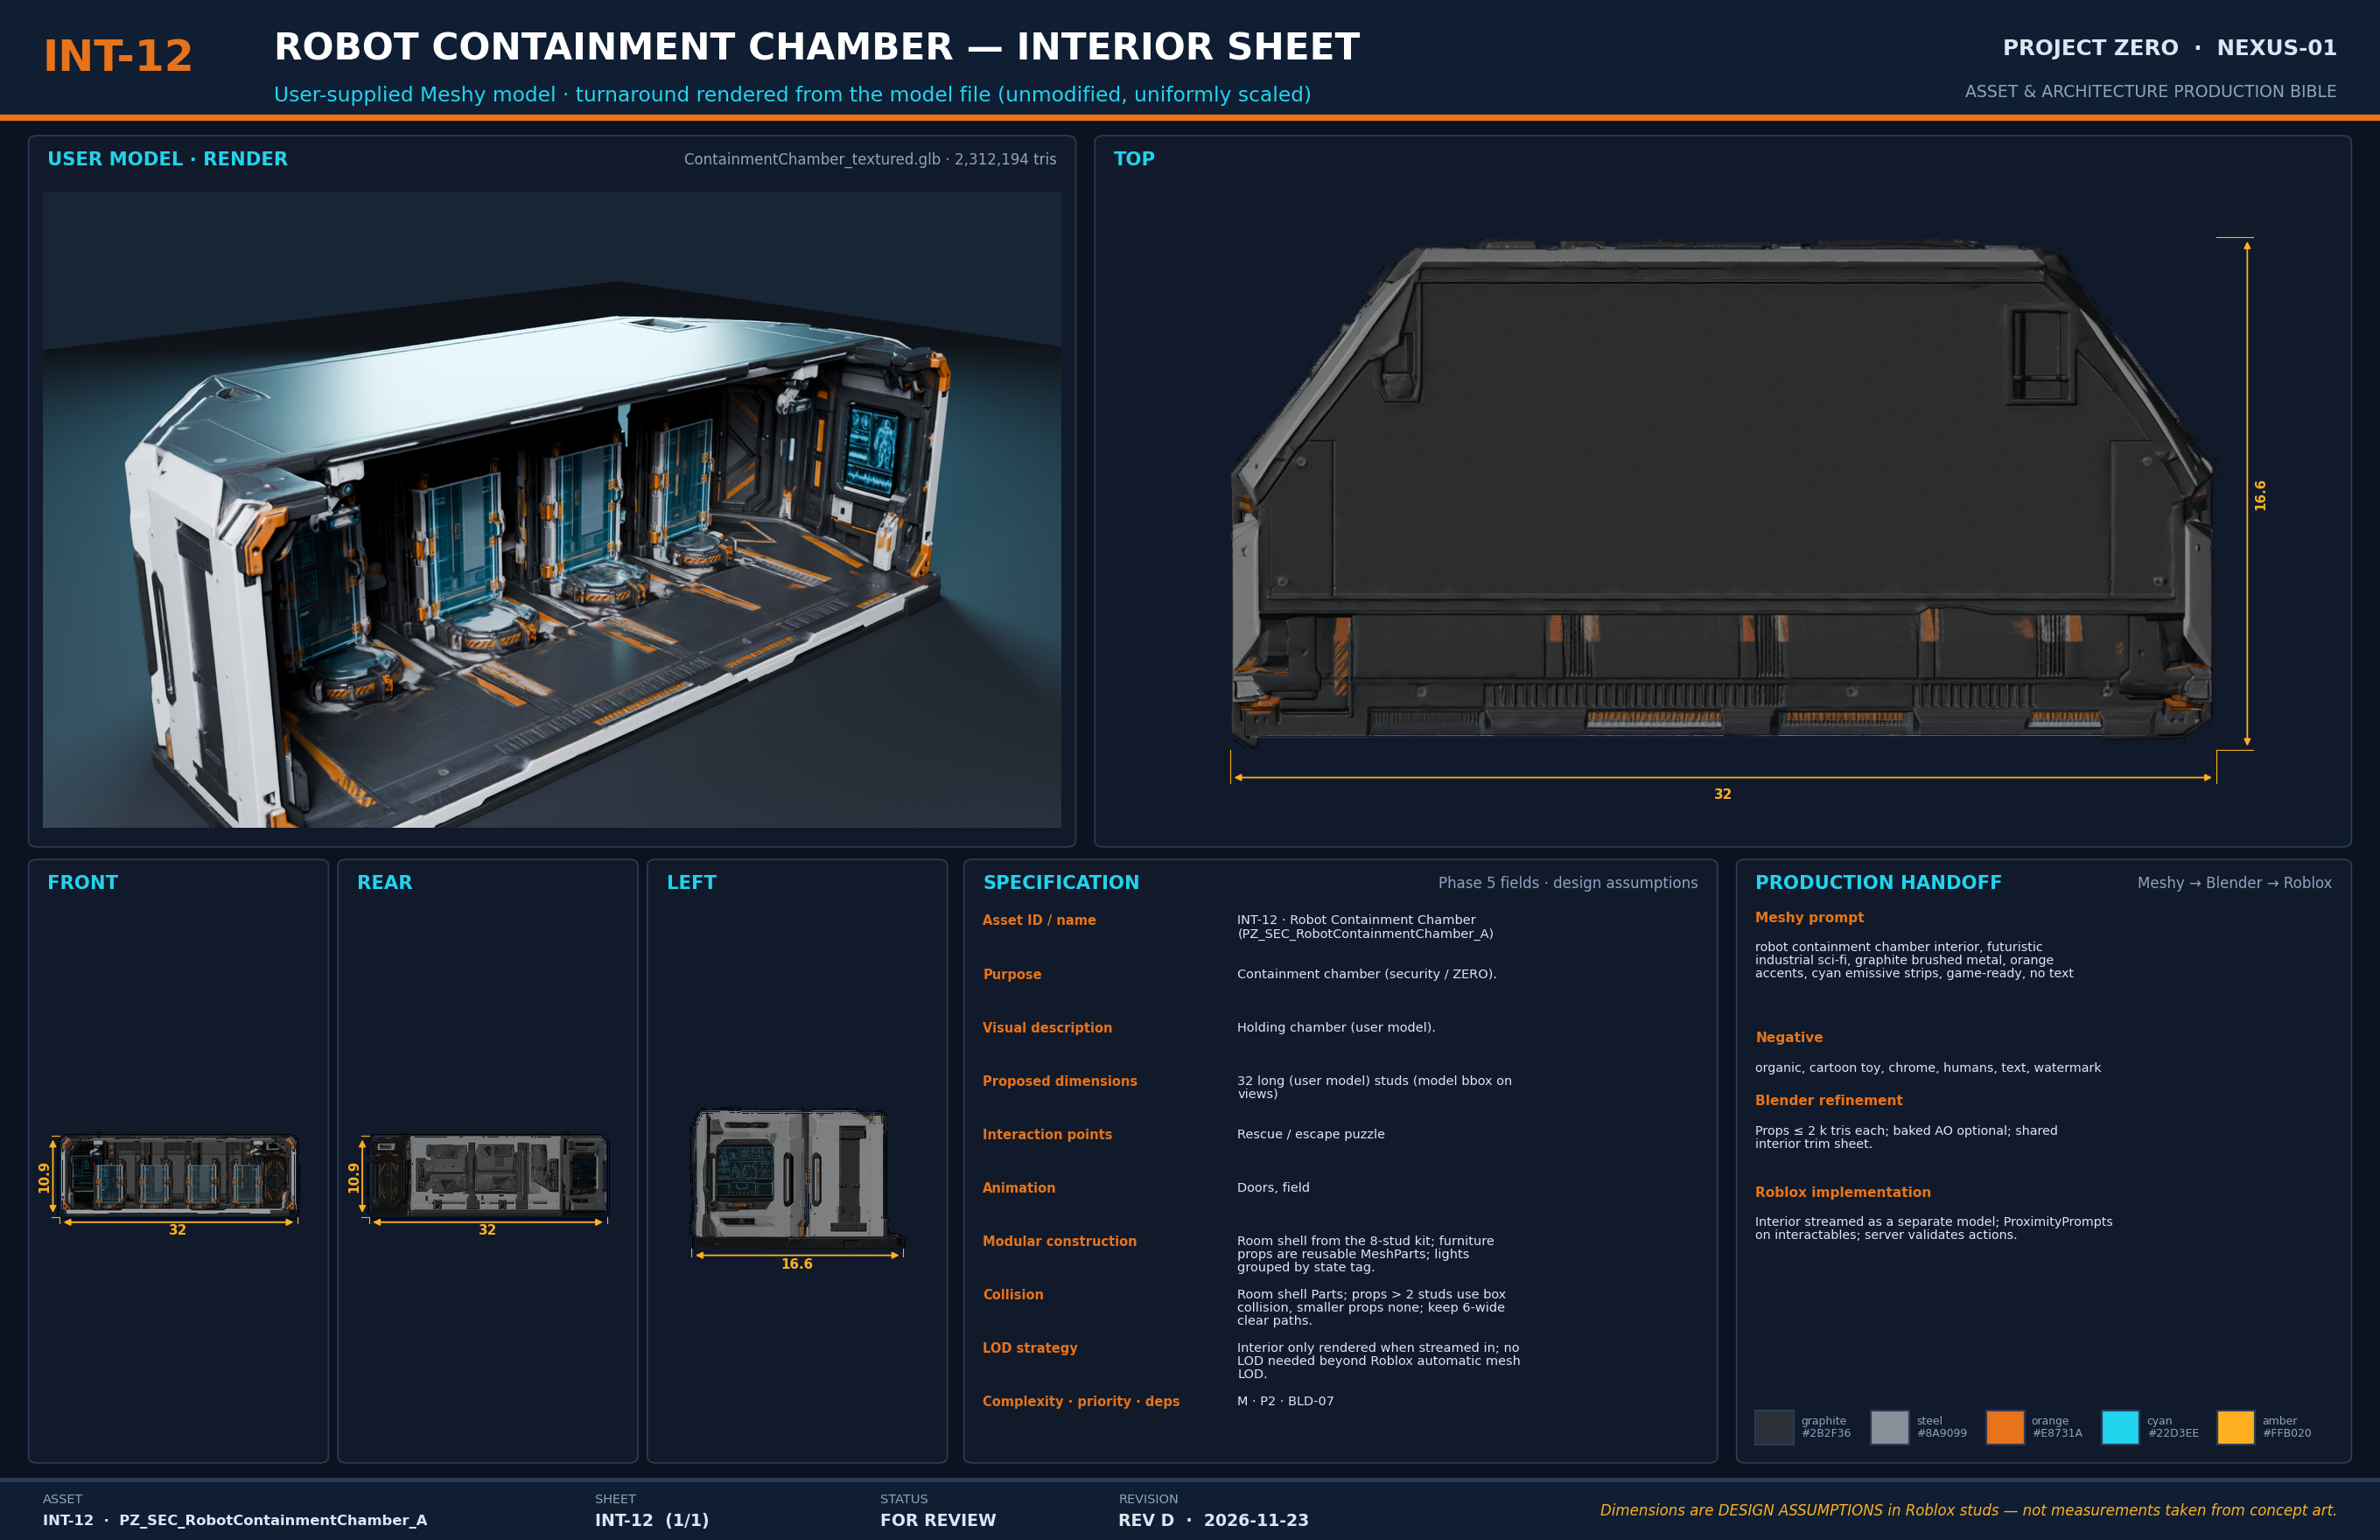 INT-12
ROBOT CONTAINMENT CHAMBER — INTERIOR SHEET
User-supplied Meshy model · turnaround rendered from the model file (unmodified, uniformly scaled)
PROJECT ZERO · NEXUS-01
ASSET & ARCHITECTURE PRODUCTION BIBLE
USER MODEL · RENDER
ContainmentChamber_textured.glb · 2,312,194 tris
TOP
16.6
32
FRONT
10.9
32
REAR
10.9
32
LEFT
16.6
SPECIFICATION
Phase 5 fields · design assumptions
Asset ID / name
INT-12 · Robot Containment Chamber
(PZ_SEC_RobotContainmentChamber_A)
Purpose
Containment chamber (security / ZERO).
Visual description
Holding chamber (user model).
Proposed dimensions
32 long (user model) studs (model bbox on
views)
Interaction points
Rescue / escape puzzle
Animation
Doors, field
Modular construction
Room shell from the 8-stud kit; furniture
props are reusable MeshParts; lights
grouped by state tag.
Collision
Room shell Parts; props > 2 studs use box
collision, smaller props none; keep 6-wide
clear paths.
LOD strategy
Interior only rendered when streamed in; no
LOD needed beyond Roblox automatic mesh
LOD.
Complexity · priority · deps
M · P2 · BLD-07
PRODUCTION HANDOFF
Meshy → Blender → Roblox
Meshy prompt
robot containment chamber interior, futuristic
industrial sci-fi, graphite brushed metal, orange
accents, cyan emissive strips, game-ready, no text
Negative
organic, cartoon toy, chrome, humans, text, watermark
Blender refinement
Props ≤ 2 k tris each; baked AO optional; shared
interior trim sheet.
Roblox implementation
Interior streamed as a separate model; ProximityPrompts
on interactables; server validates actions.
graphite
#2B2F36
steel
#8A9099
orange
#E8731A
cyan
#22D3EE
amber
#FFB020
ASSET
INT-12 · PZ_SEC_RobotContainmentChamber_A
SHEET
INT-12 (1/1)
STATUS
FOR REVIEW
REVISION
REV D · 2026-11-23
Dimensions are DESIGN ASSUMPTIONS in Roblox studs — not measurements taken from concept art.